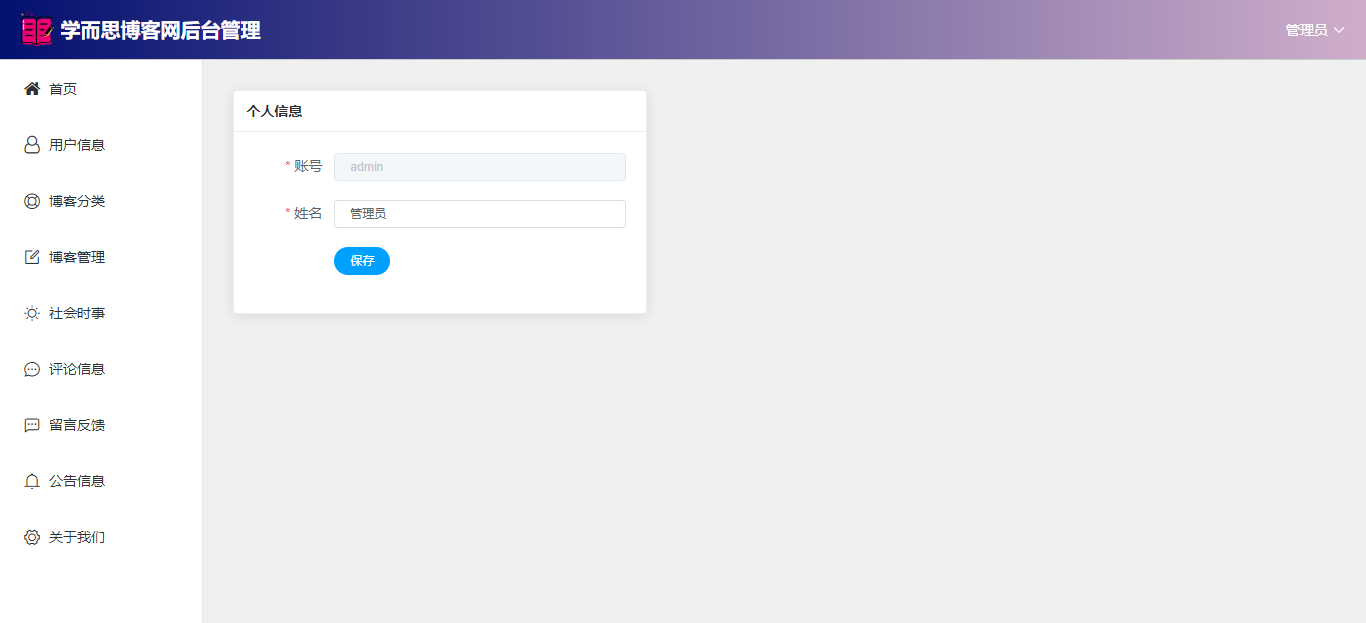 学而思博客网后台管理
管理员
首页
用户信息
博客分类
博客管理
社会时事
评论信息
留言反馈
公告信息
关于我们
个人信息
* 账号 admin
* 姓名 管理员
保存